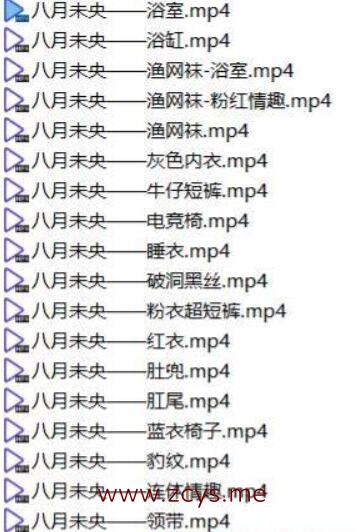 八月未央——浴室.mp4
八月未央——浴缸.mp4
八月未央——渔网袜-浴室.mp4
八月未央——渔网袜-粉红情趣.mp4
八月未央——渔网袜.mp4
八月未央——灰色内衣.mp4
八月未央——牛仔短裤.mp4
八月未央——电竞椅.mp4
八月未央——睡衣.mp4
八月未央——破洞黑丝.mp4
八月未央——粉衣超短裤.mp4
八月未央——红衣.mp4
八月未央——肚兜.mp4
八月未央——肛尾.mp4
八月未央——蓝衣椅子.mp4
八月未央——豹纹.mp4
八月未央——连体情趣.mp4
www.zcys.me
八月未央——领带.mp4